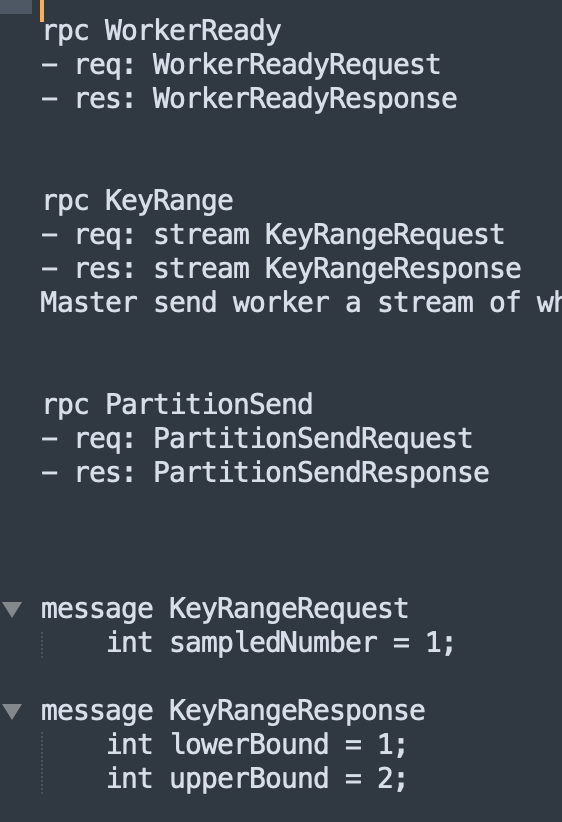 rpc WorkerReady
- req: WorkerReadyRequest
- res: WorkerReadyResponse
rpc KeyRange
- req: stream KeyRangeRequest
- res: stream KeyRangeResponse
Master send worker a stream of
rpc PartitionSend
- req: PartitionSendRequest
- res: PartitionSendResponse
message KeyRangeRequest
int sampledNumber = 1;
message KeyRangeResponse
int lowerBound = 1;
int upperBound = 2;